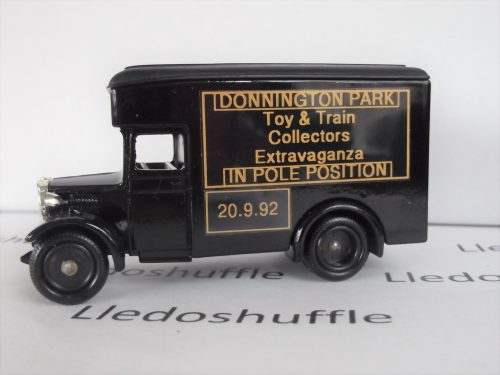 DONNINGTON PARK
Toy & Train
Collectors
Extravaganza
IN POLE POSITION
20.9.92
Lledoshuffle
Lledoshuffle